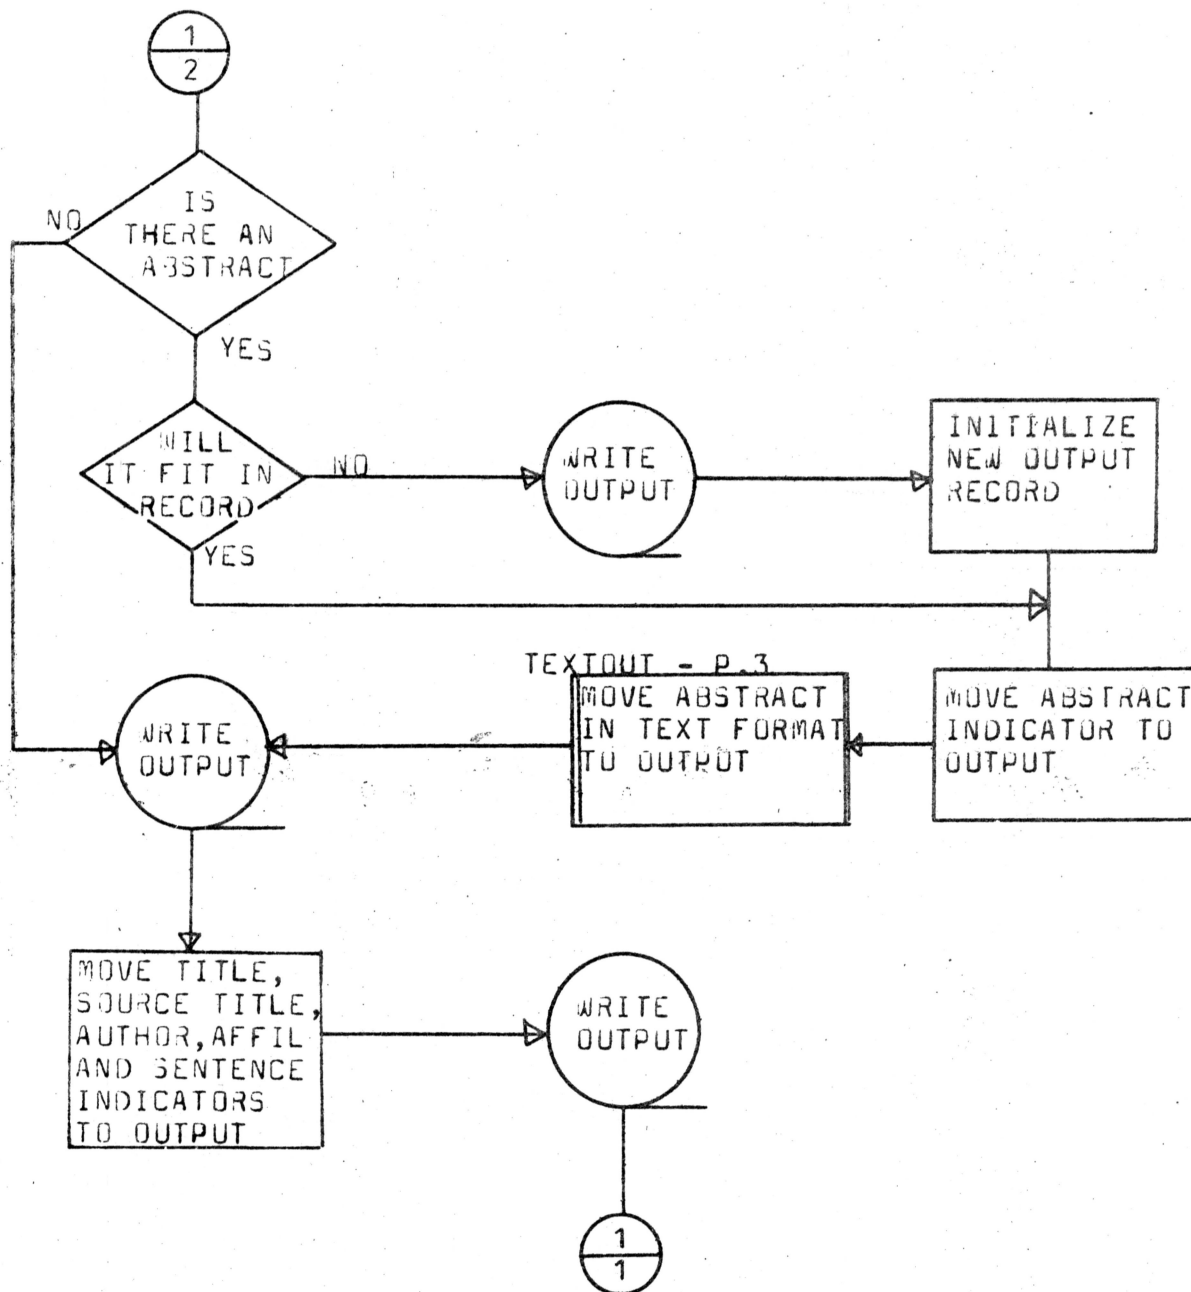 1
2
IS
THERE AN
ABSTRACT
NO
YES
WILL
IT FIT IN
RECORD
NO
YES
WRITE
OUTPUT
INITIALIZE
NEW OUTPUT
RECORD
TEXTOUT - P.3
MOVE ABSTRACT
IN TEXT FORMAT
TO OUTPUT
MOVE ABSTRACT
INDICATOR TO
OUTPUT
WRITE
OUTPUT
MOVE TITLE,
SOURCE TITLE,
AUTHOR,AFFIL
AND SENTENCE
INDICATORS
TO OUTPUT
WRITE
OUTPUT
1
1